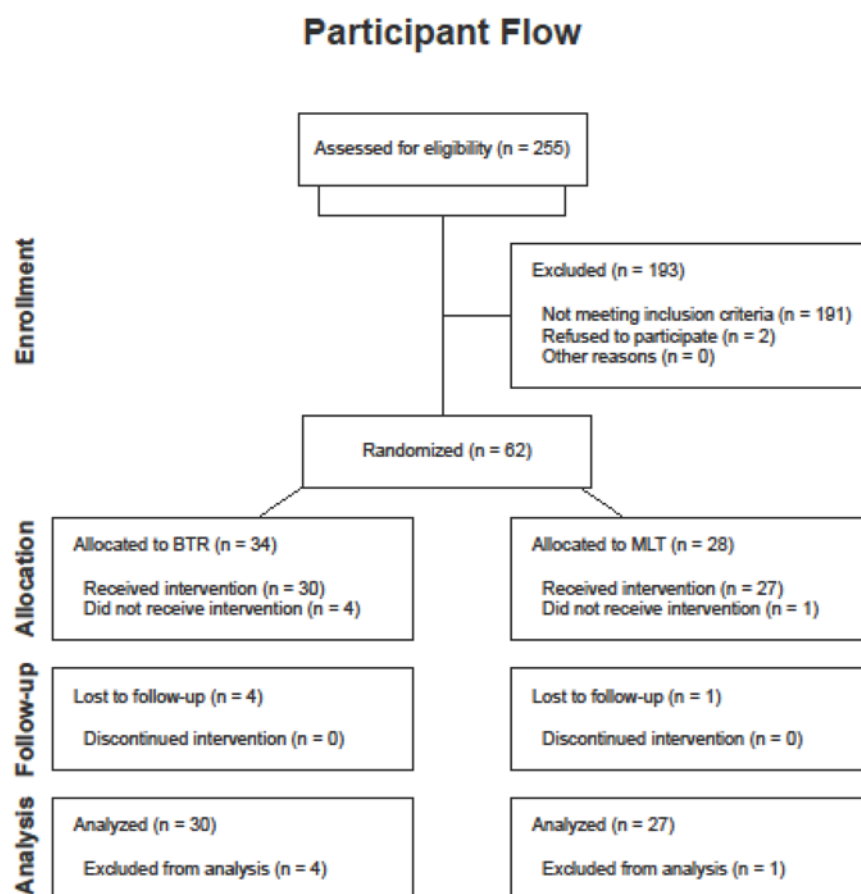 Participant Flow
Assessed for eligibility (n = 255)
Enrollment
Excluded (n = 193)
Not meeting inclusion criteria (n = 191)
Refused to participate (n = 2)
Other reasons (n = 0)
Randomized (n = 62)
Allocation
Allocated to BTR (n = 34)
Received intervention (n = 30)
Did not receive intervention (n = 4)
Allocated to MLT (n = 28)
Received intervention (n = 27)
Did not receive intervention (n = 1)
Follow-up
Lost to follow-up (n = 4)
Discontinued intervention (n = 0)
Lost to follow-up (n = 1)
Discontinued intervention (n = 0)
Analysis
Analyzed (n = 30)
Excluded from analysis (n = 4)
Analyzed (n = 27)
Excluded from analysis (n = 1)